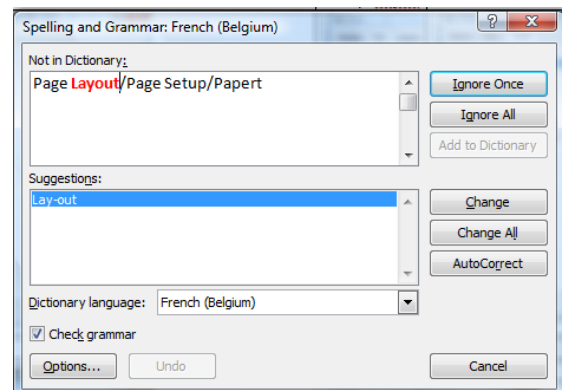 Spelling and Grammar: French (Belgium)
Not in Dictionary:
Page Layout/Page Setup/Papert
Ignore Once
Ignore All
Add to Dictionary
Suggestions:
Lay-out
Change
Change All
AutoCorrect
Dictionary language: French (Belgium)
Check grammar
Options... Undo Cancel